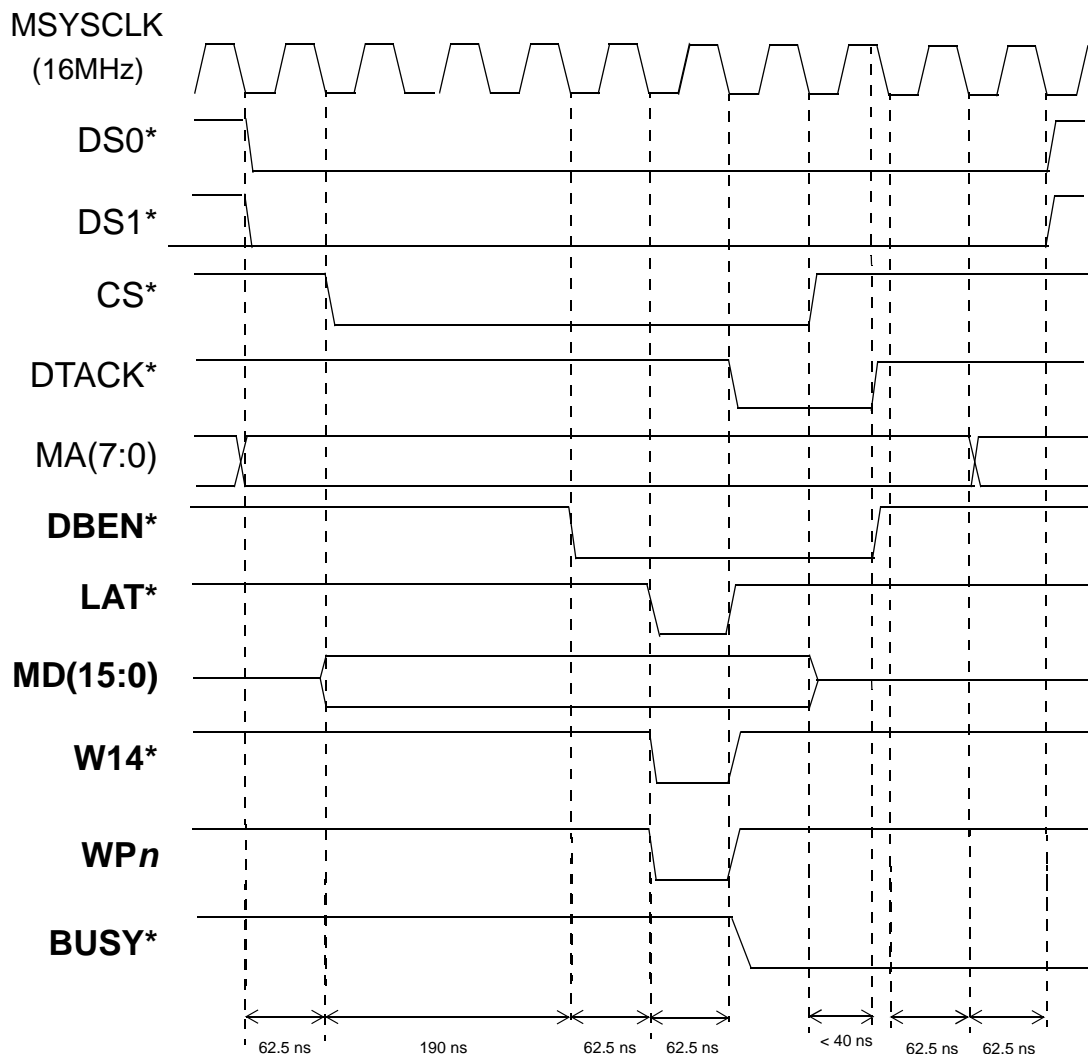 MSYSCLK
(16MHz)
DS0*
DS1*
CS*
DTACK*
MA(7:0)
DBEN*
LAT*
MD(15:0)
W14*
WPn
BUSY*
62.5 ns 190 ns 62.5 ns 62.5 ns < 40 ns 62.5 ns 62.5 ns